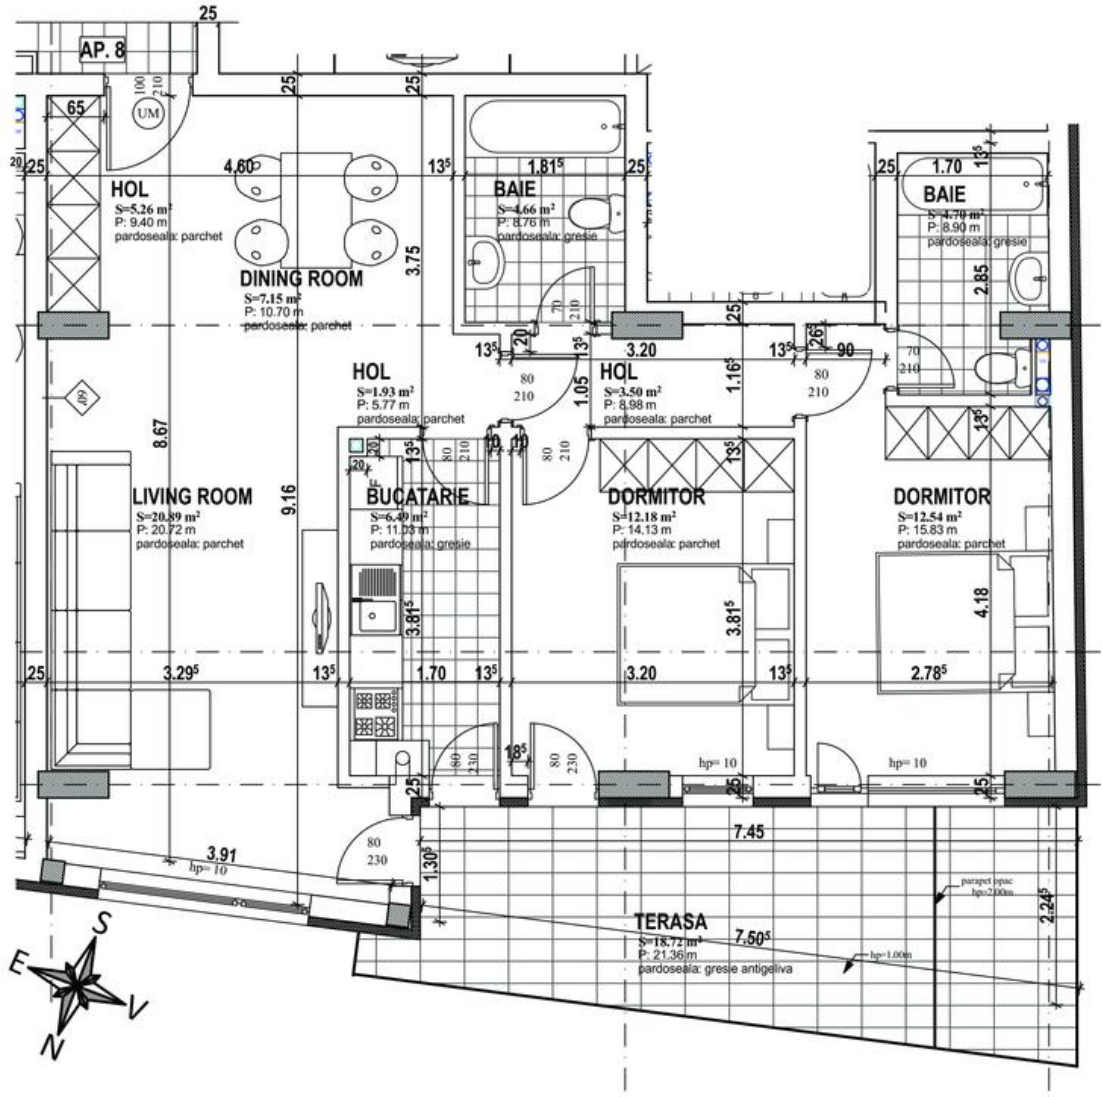 25
AP. 8
100
210
UM
65
25
25
20
25
4.60
13⁵
1.81⁵
25
25
1.70
13⁵
HOL
S=5.26 m²
P: 9.40 m
pardoseala: parchet
BAIE
S=4.66 m²
P: 8.76 m
pardoseala: gresie
BAIE
S=4.70 m²
P: 8.90 m
pardoseala: gresie
3.75
2.85
DINING ROOM
S=7.15 m²
P: 10.70 m
pardoseala: parchet
70
210
25
20
13⁵
13⁵
3.20
13⁵
26⁵
90
70
210
HOL
S=1.93 m²
P: 5.77 m
pardoseala: parchet
80
210
1.05
HOL
S=3.50 m²
P: 8.98 m
pardoseala: parchet
1.16⁵
80
210
60'
8.67
13⁵
20
20
13⁵
80
210
10
10
80
210
13⁵
9.16
LIVING ROOM
S=20.89 m²
P: 20.72 m
pardoseala: parchet
F
BUCATARIE
S=6.49 m²
P: 11.03 m
pardoseala: gresie
DORMITOR
S=12.18 m²
P: 14.13 m
pardoseala: parchet
DORMITOR
S=12.54 m²
P: 15.83 m
pardoseala: parchet
3.81⁵
3.81⁵
4.18
25
3.29⁵
13⁵
1.70
13⁵
3.20
13⁵
2.78⁵
80
230
18⁵
80
230
hp= 10
hp= 10
25
25
25
3.91
hp= 10
80
230
1.30⁵
7.45
parapet opac
hp=2.00m
2.24⁵
TERASA
S=18.72 m²
P: 21.36 m
pardoseala: gresie antigeliva
7.50⁵
hp=1.00m
S
E
V
N